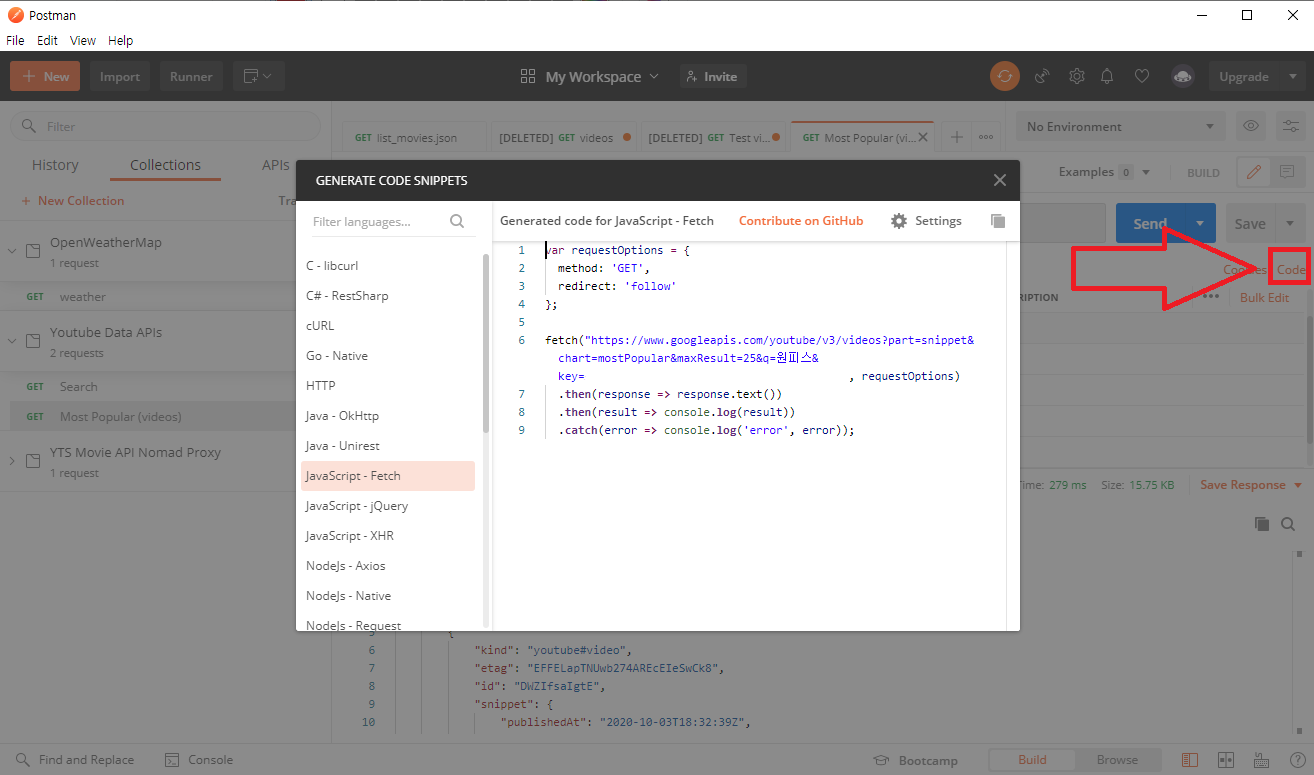 Postman
File Edit View Help
New Import Runner My Workspace Invite Upgrade
Filter
GET list_movies.json [DELETED] GET videos [DELETED] GET Test vi... GET Most Popular (vi... No Environment
History Collections APIs
Examples 0 BUILD
New Collection Tra
Send Save
Cookies Code
RIPTION Bulk Edit
OpenWeatherMap
1 request
GET weather
Youtube Data APIs
2 requests
GET Search
GET Most Popular (videos)
YTS Movie API Nomad Proxy
1 request
GENERATE CODE SNIPPETS
Filter languages...
C - libcurl
C# - RestSharp
cURL
Go - Native
HTTP
Java - OkHttp
Java - Unirest
JavaScript - Fetch
JavaScript - jQuery
JavaScript - XHR
NodeJs - Axios
NodeJs - Native
NodeJs - Request
Generated code for JavaScript - Fetch Contribute on GitHub Settings
1 var requestOptions = {
2 method: 'GET',
3 redirect: 'follow'
4 };
5
6 fetch("https://www.googleapis.com/youtube/v3/videos?part=snippet&
chart=mostPopular&maxResult=25&q=원피스&
key= , requestOptions)
7 .then(response => response.text())
8 .then(result => console.log(result))
9 .catch(error => console.log('error', error));
Time: 279 ms Size: 15.75 KB Save Response
5 {
6 "kind": "youtube#video",
7 "etag": "EFFELapTNUwb274AREcEIeSwCk8",
8 "id": "DWZIfsaIgtE",
9 "snippet": {
10 "publishedAt": "2020-10-03T18:32:39Z",
Find and Replace Console Bootcamp Build Browse